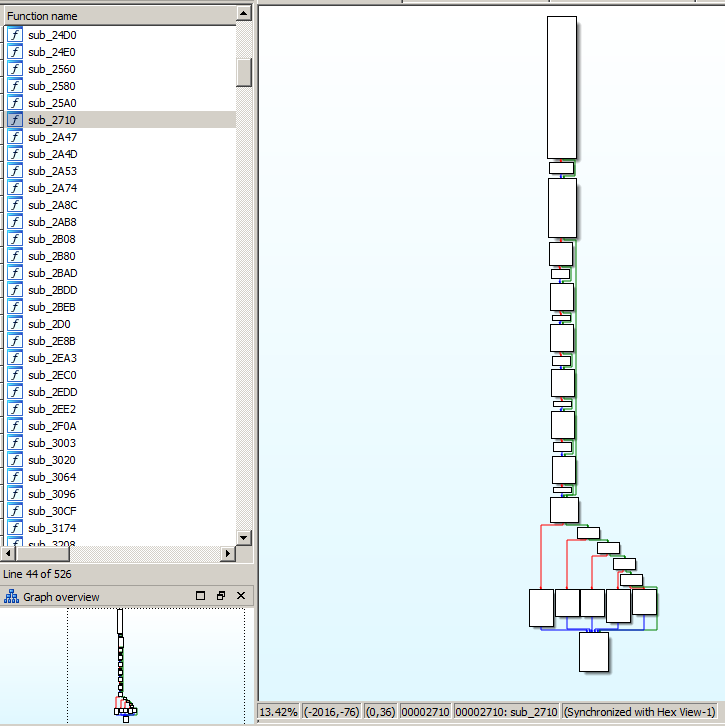 Function name
f sub_24D0
f sub_24E0
f sub_2560
f sub_2580
f sub_25A0
f sub_2710
f sub_2A47
f sub_2A4D
f sub_2A53
f sub_2A74
f sub_2A8C
f sub_2AB8
f sub_2B08
f sub_2B80
f sub_2BAD
f sub_2BDD
f sub_2BEB
f sub_2D0
f sub_2E8B
f sub_2EA3
f sub_2EC0
f sub_2EDD
f sub_2EE2
f sub_2F0A
f sub_3003
f sub_3020
f sub_3064
f sub_3096
f sub_30CF
f sub_3174
f sub_3208
Line 44 of 526
Graph overview
13.42% (-2016,-76) (0,36) 00002710 00002710: sub_2710 (Synchronized with Hex View-1)